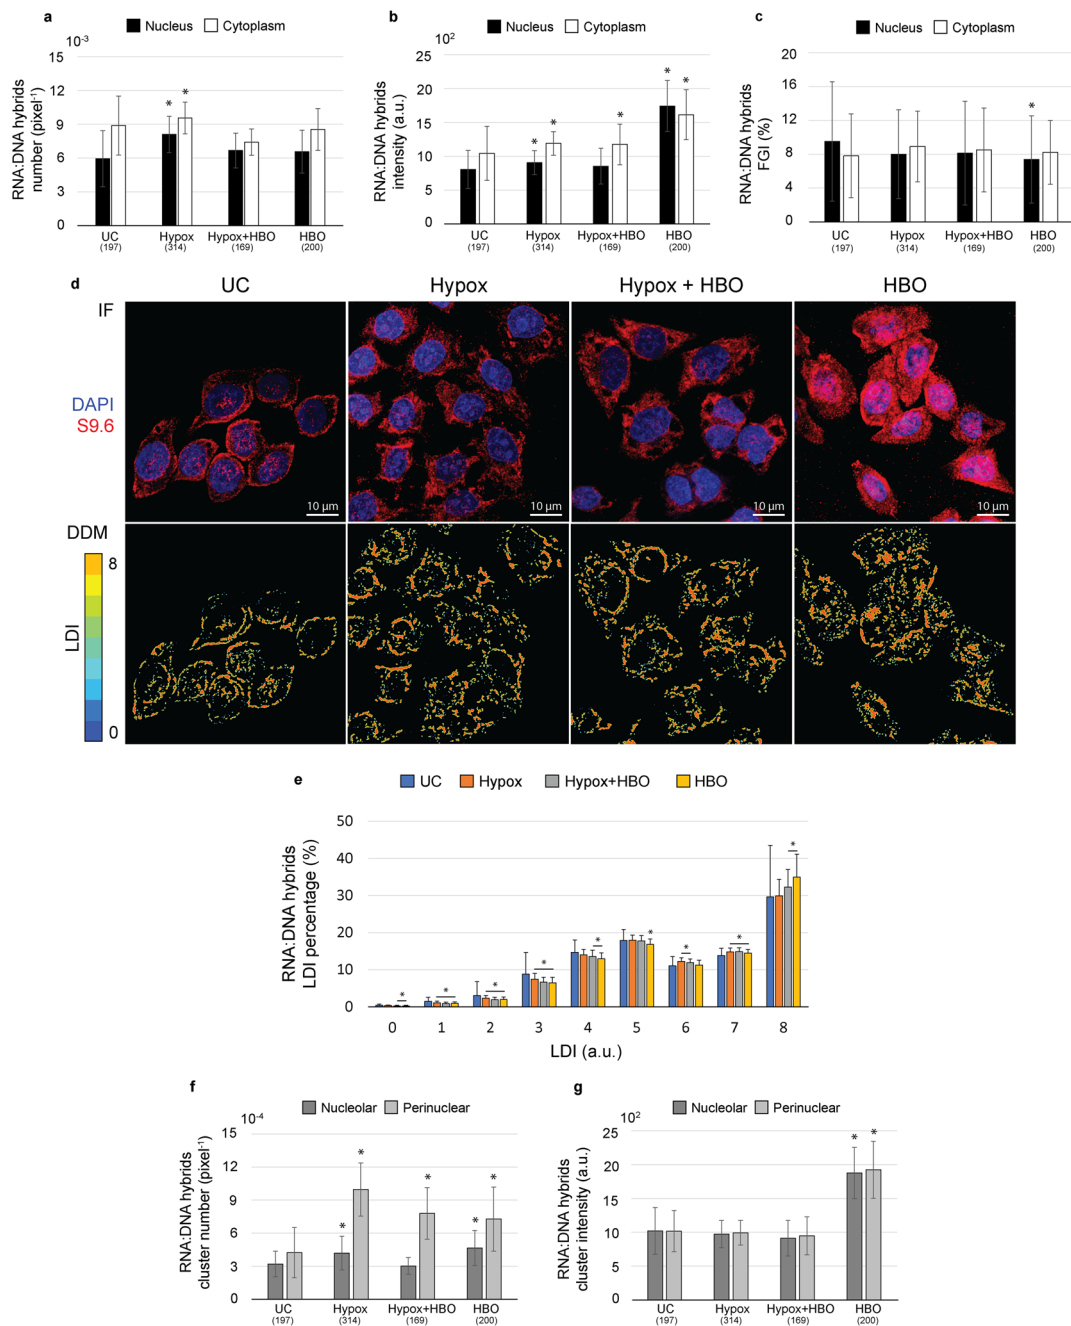 a
Nucleus Cytoplasm
10-3
RNA:DNA hybrids
number (pixel-1)
15
12
9
6
3
0
UC Hypox Hypox+HBO HBO
(197) (314) (169) (200)
b
Nucleus Cytoplasm
102
RNA:DNA hybrids
intensity (a.u.)
25
20
15
100
50
0
* * * * *
UC Hypox Hypox+HBO HBO
(197) (314) (169) (200)
c
Nucleus Cytoplasm
RNA:DNA hybrids
FGI (%)
20
16
12
8
4
0
*
UC Hypox Hypox+HBO HBO
(197) (314) (169) (200)
d
UC Hypox Hypox + HBO HBO
IF
DAPI
S9.6
10 µm 10 µm 10 µm 10 µm
DDM
LDI
8
0
e
UC Hypox Hypox+HBO HBO
RNA:DNA hybrids
LDI percentage (%)
50
40
30
20
10
0
* * * * * * * * *
0 1 2 3 4 5 6 7 8
LDI (a.u.)
f
Nucleolar Perinuclear
10-4
RNA:DNA hybrids
cluster number (pixel-1)
15
12
9
6
3
0
* * * * *
UC Hypox Hypox+HBO HBO
(197) (314) (169) (200)
g
Nucleolar Perinuclear
102
RNA:DNA hybrids
cluster intensity (a.u.)
25
20
15
10
5
0
* *
UC Hypox Hypox+HBO HBO
(197) (314) (169) (200)